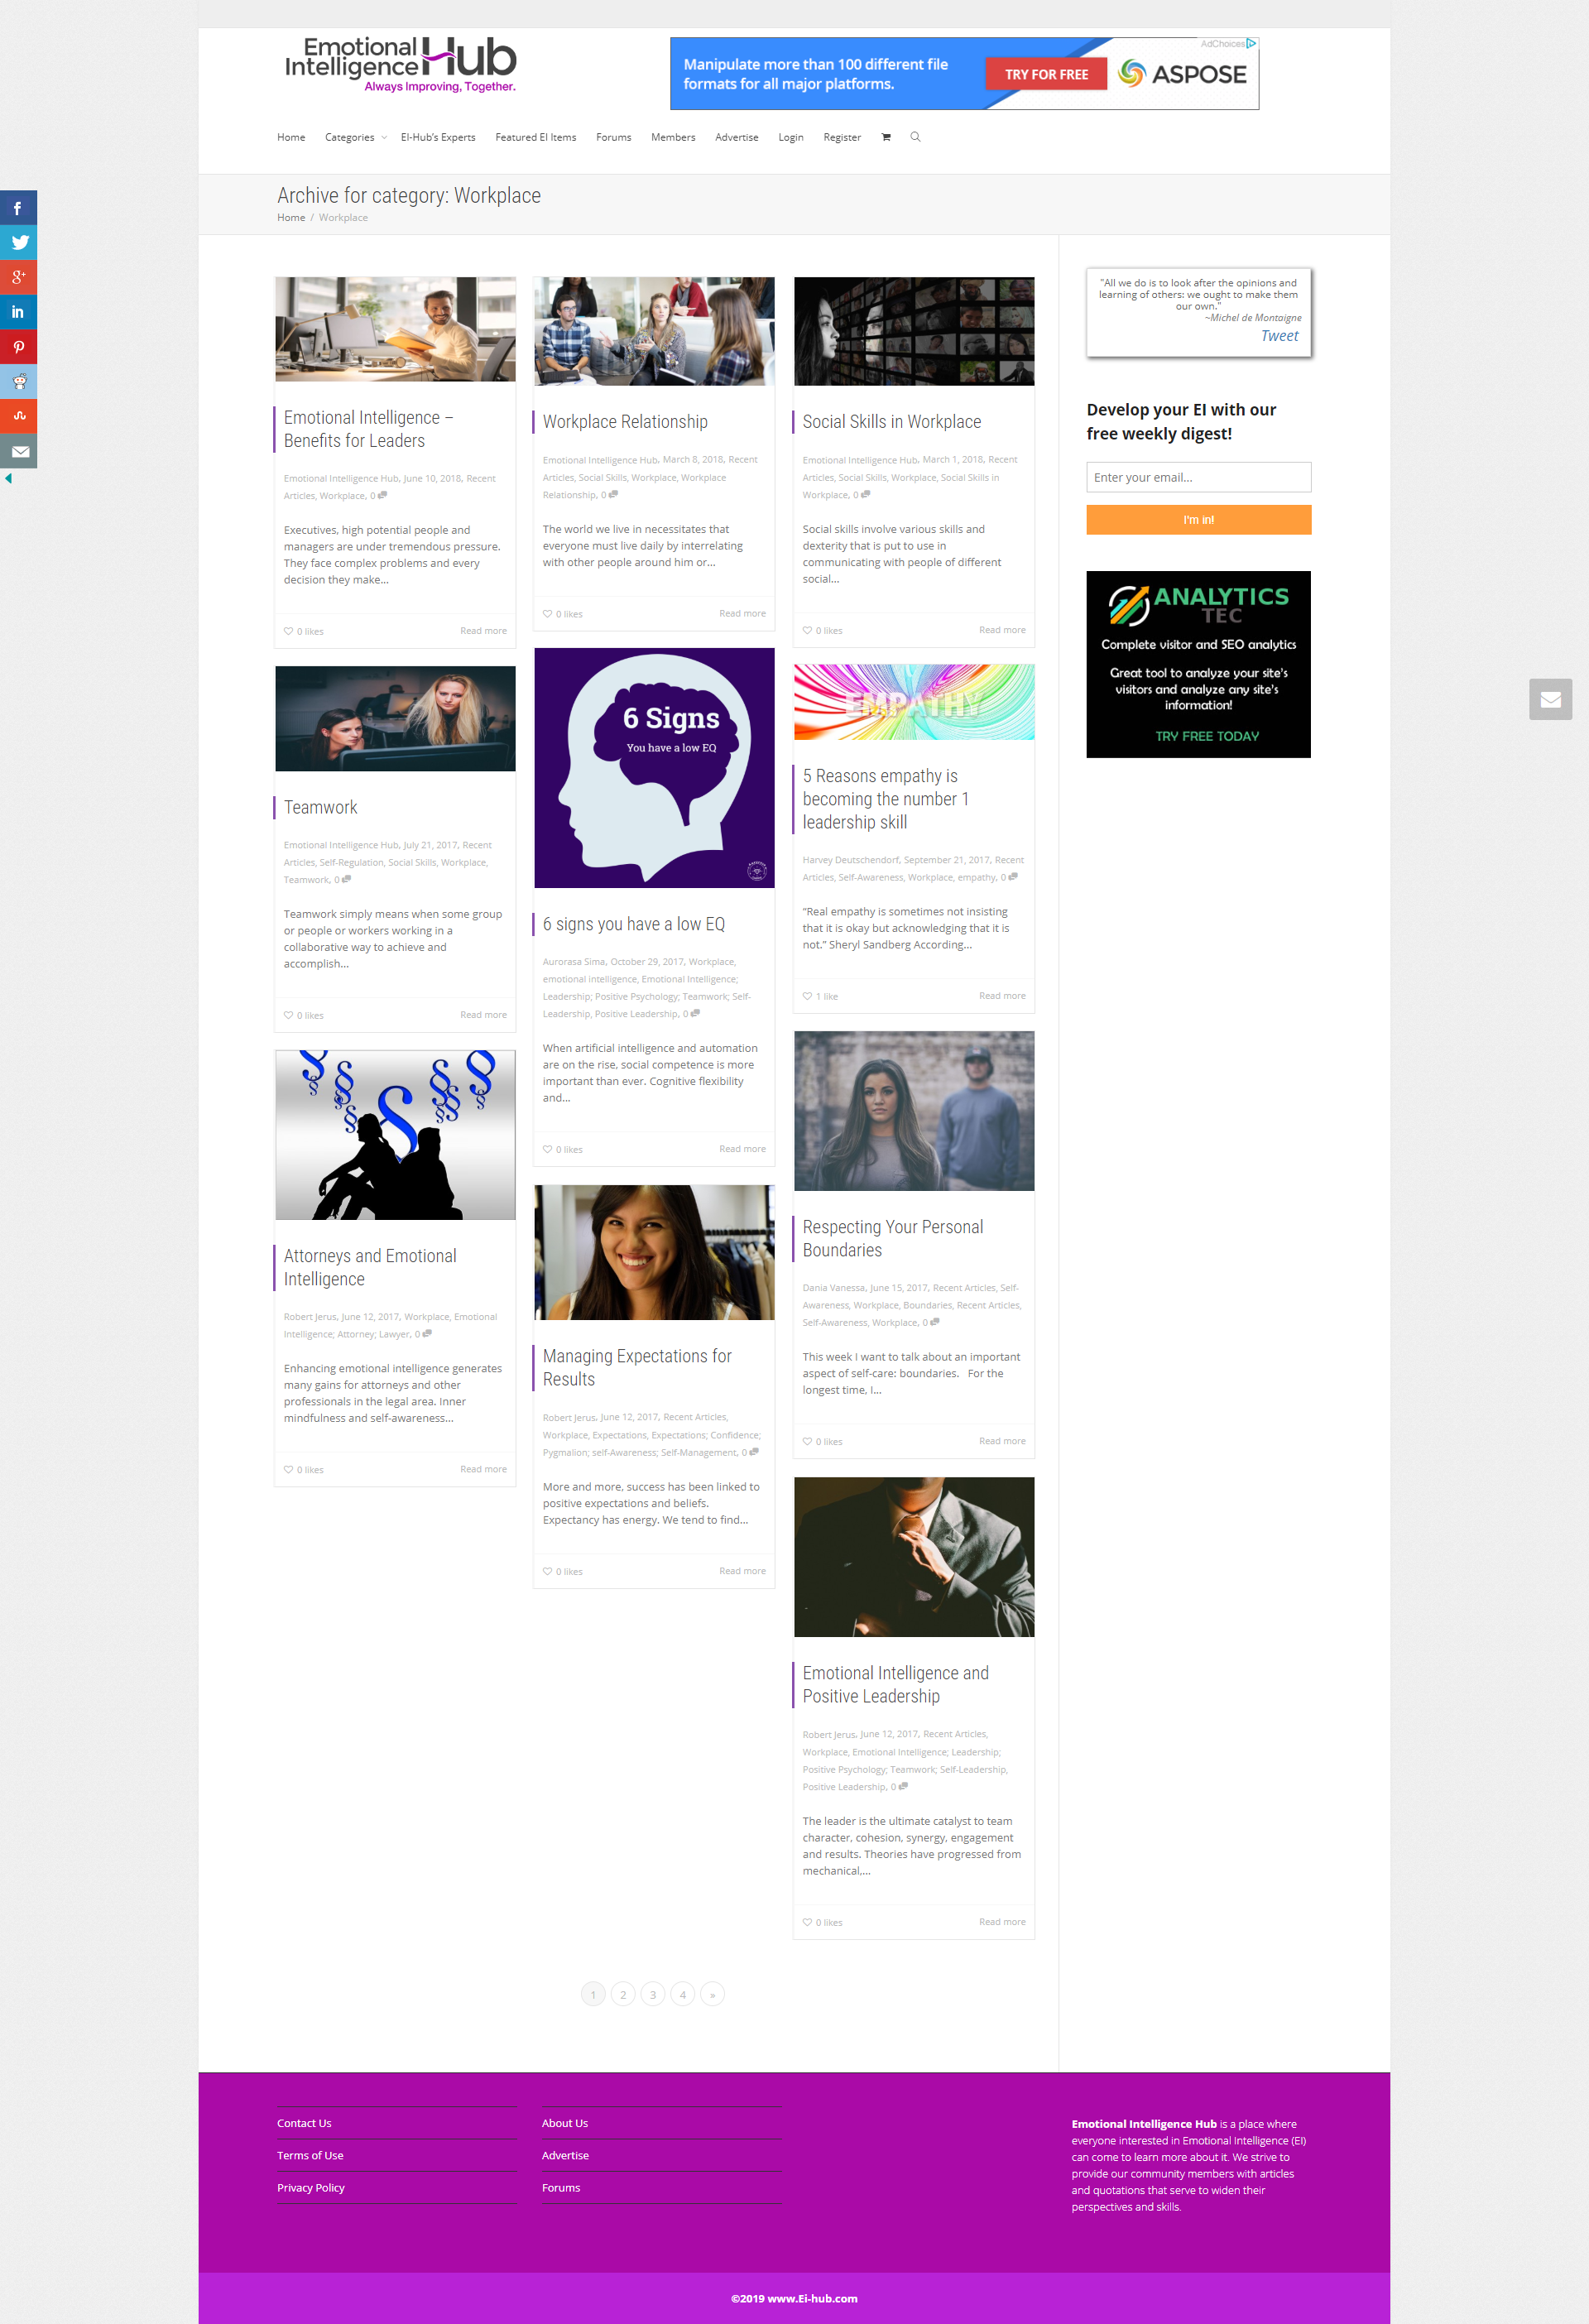 Emotional
Intelligence Hub
Always Improving, Together.
AdChoices
Manipulate more than 100 different file
formats for all major platforms.
TRY FOR FREE
ASPOSE
Home Categories EI-Hub's Experts Featured EI Items Forums Members Advertise Login Register
Archive for category: Workplace
Home / Workplace
Emotional Intelligence –
Benefits for Leaders
Emotional Intelligence Hub, June 10, 2018, Recent
Articles, Workplace, 0
Executives, high potential people and
managers are under tremendous pressure.
They face complex problems and every
decision they make...
0 likes Read more
Teamwork
Emotional Intelligence Hub, July 21, 2017, Recent
Articles, Self-Regulation, Social Skills, Workplace,
Teamwork, 0
Teamwork simply means when some group
or people or workers working in a
collaborative way to achieve and
accomplish...
0 likes Read more
Attorneys and Emotional
Intelligence
Robert Jerus, June 12, 2017, Workplace, Emotional
Intelligence; Attorney; Lawyer, 0
Enhancing emotional intelligence generates
many gains for attorneys and other
professionals in the legal area. Inner
mindfulness and self-awareness...
0 likes Read more
Workplace Relationship
Emotional Intelligence Hub, March 8, 2018, Recent
Articles, Social Skills, Workplace, Workplace
Relationship, 0
The world we live in necessitates that
everyone must live daily by interrelating
with other people around him or...
0 likes Read more
6 Signs
You have a low EQ
6 signs you have a low EQ
Aurorasa Sima, October 29, 2017, Workplace,
emotional intelligence, Emotional Intelligence;
Leadership; Positive Psychology; Teamwork; Self-
Leadership, Positive Leadership, 0
When artificial intelligence and automation
are on the rise, social competence is more
important than ever. Cognitive flexibility
and...
0 likes Read more
Managing Expectations for
Results
Robert Jerus, June 12, 2017, Recent Articles,
Workplace, Expectations, Expectations; Confidence;
Pygmalion; self-Awareness; Self-Management, 0
More and more, success has been linked to
positive expectations and beliefs.
Expectancy has energy. We tend to find...
0 likes Read more
Social Skills in Workplace
Emotional Intelligence Hub, March 1, 2018, Recent
Articles, Social Skills, Workplace, Social Skills in
Workplace, 0
Social skills involve various skills and
dexterity that is put to use in
communicating with people of different
social...
0 likes Read more
EMPATHY
5 Reasons empathy is
becoming the number 1
leadership skill
Harvey Deutschendorf, September 21, 2017, Recent
Articles, Self-Awareness, Workplace, empathy, 0
“Real empathy is sometimes not insisting
that it is okay but acknowledging that it is
not.” Sheryl Sandberg According...
1 like Read more
Respecting Your Personal
Boundaries
Dania Vanessa, June 15, 2017, Recent Articles, Self-
Awareness, Workplace, Boundaries, Recent Articles,
Self-Awareness, Workplace, 0
This week I want to talk about an important
aspect of self-care: boundaries. For the
longest time, I...
0 likes Read more
Emotional Intelligence and
Positive Leadership
Robert Jerus, June 12, 2017, Recent Articles,
Workplace, Emotional Intelligence; Leadership;
Positive Psychology; Teamwork; Self-Leadership,
Positive Leadership, 0
The leader is the ultimate catalyst to team
character, cohesion, synergy, engagement
and results. Theories have progressed from
mechanical,...
0 likes Read more
"All we do is to look after the opinions and
learning of others: we ought to make them
our own."
~Michel de Montaigne
Tweet
Develop your EI with our
free weekly digest!
Enter your email...
I'm in!
ANALYTICS
TEC
Complete visitor and SEO analytics
Great tool to analyze your site's
visitors and analyze any site's
information!
TRY FREE TODAY
1 2 3 4 »
Contact Us
Terms of Use
Privacy Policy
About Us
Advertise
Forums
Emotional Intelligence Hub is a place where
everyone interested in Emotional Intelligence (EI)
can come to learn more about it. We strive to
provide our community members with articles
and quotations that serve to widen their
perspectives and skills.
©2019 www.Ei-hub.com